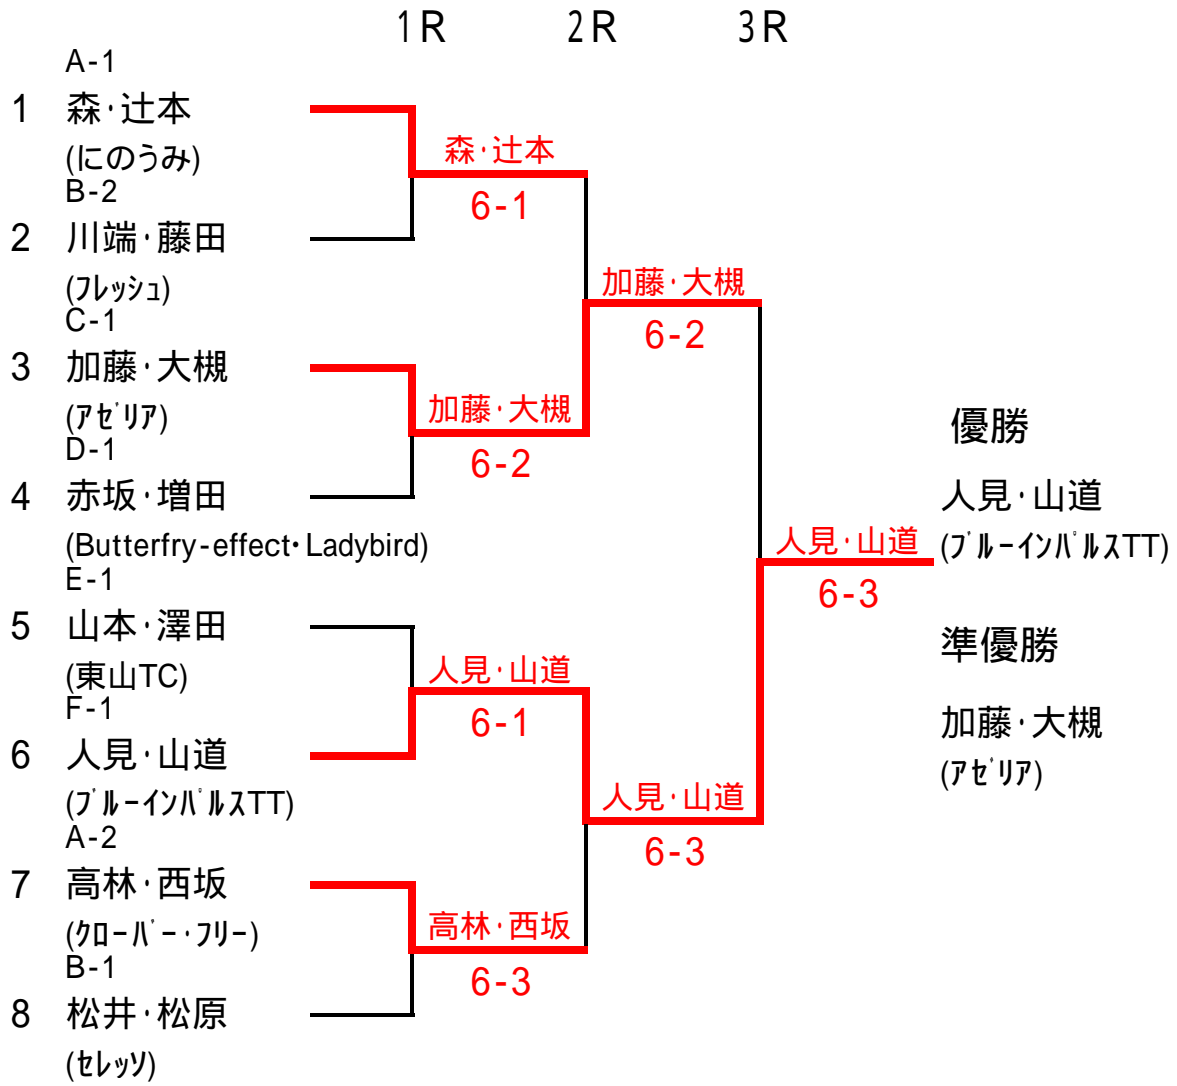 1R 2R 3R
A-1
1 森·辻本
(にのうみ)
森·辻本
6-1
B-2
2 川端·藤田
(ﾌﾚｯｼｭ)
加藤·大槻
6-2
C-1
3 加藤·大槻
(ｱｾﾞﾘｱ)
加藤·大槻
6-2
D-1
4 赤坂·増田
(Butterfry-effect･Ladybird)
E-1
5 山本·澤田
(東山TC)
人見·山道
6-1
F-1
6 人見·山道
(ﾌﾞﾙｰｲﾝﾊﾟﾙｽTT)
人見·山道
6-3
A-2
7 高林·西坂
(ｸﾛｰﾊﾞｰ･ﾌﾘｰ)
高林·西坂
6-3
B-1
8 松井·松原
(ｾﾚｯｿ)
人見·山道
6-3
優勝
人見·山道
(ﾌﾞﾙｰｲﾝﾊﾟﾙｽTT)
準優勝
加藤·大槻
(ｱｾﾞﾘｱ)